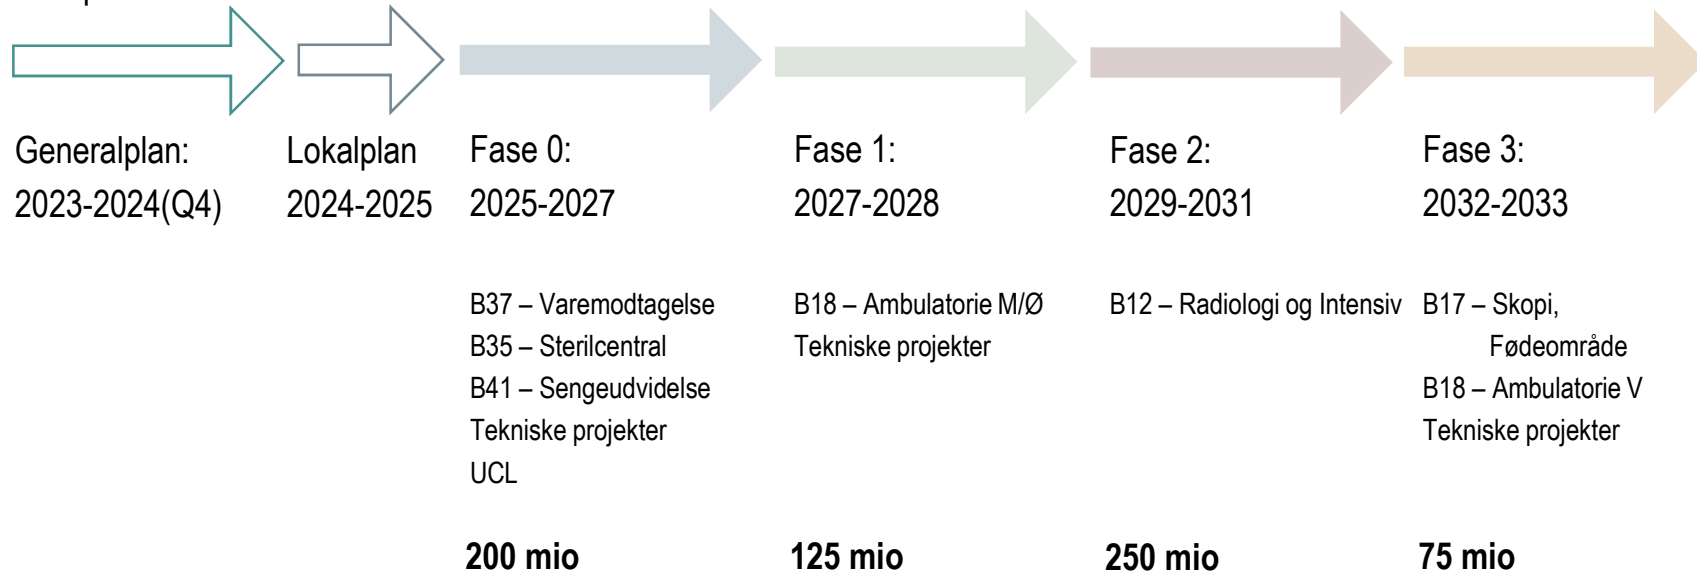 Generalplan:
2023-2024(Q4)
Lokalplan
2024-2025
Fase 0:
2025-2027
B37 – Varemodtagelse
B35 – Sterilcentral
B41 – Sengeudvidelse
Tekniske projekter
UCL
200 mio
Fase 1:
2027-2028
B18 – Ambulatorie M/Ø
Tekniske projekter
125 mio
Fase 2:
2029-2031
B12 – Radiologi og Intensiv
250 mio
Fase 3:
2032-2033
B17 – Skopi,
Fødeområde
B18 – Ambulatorie V
Tekniske projekter
75 mio